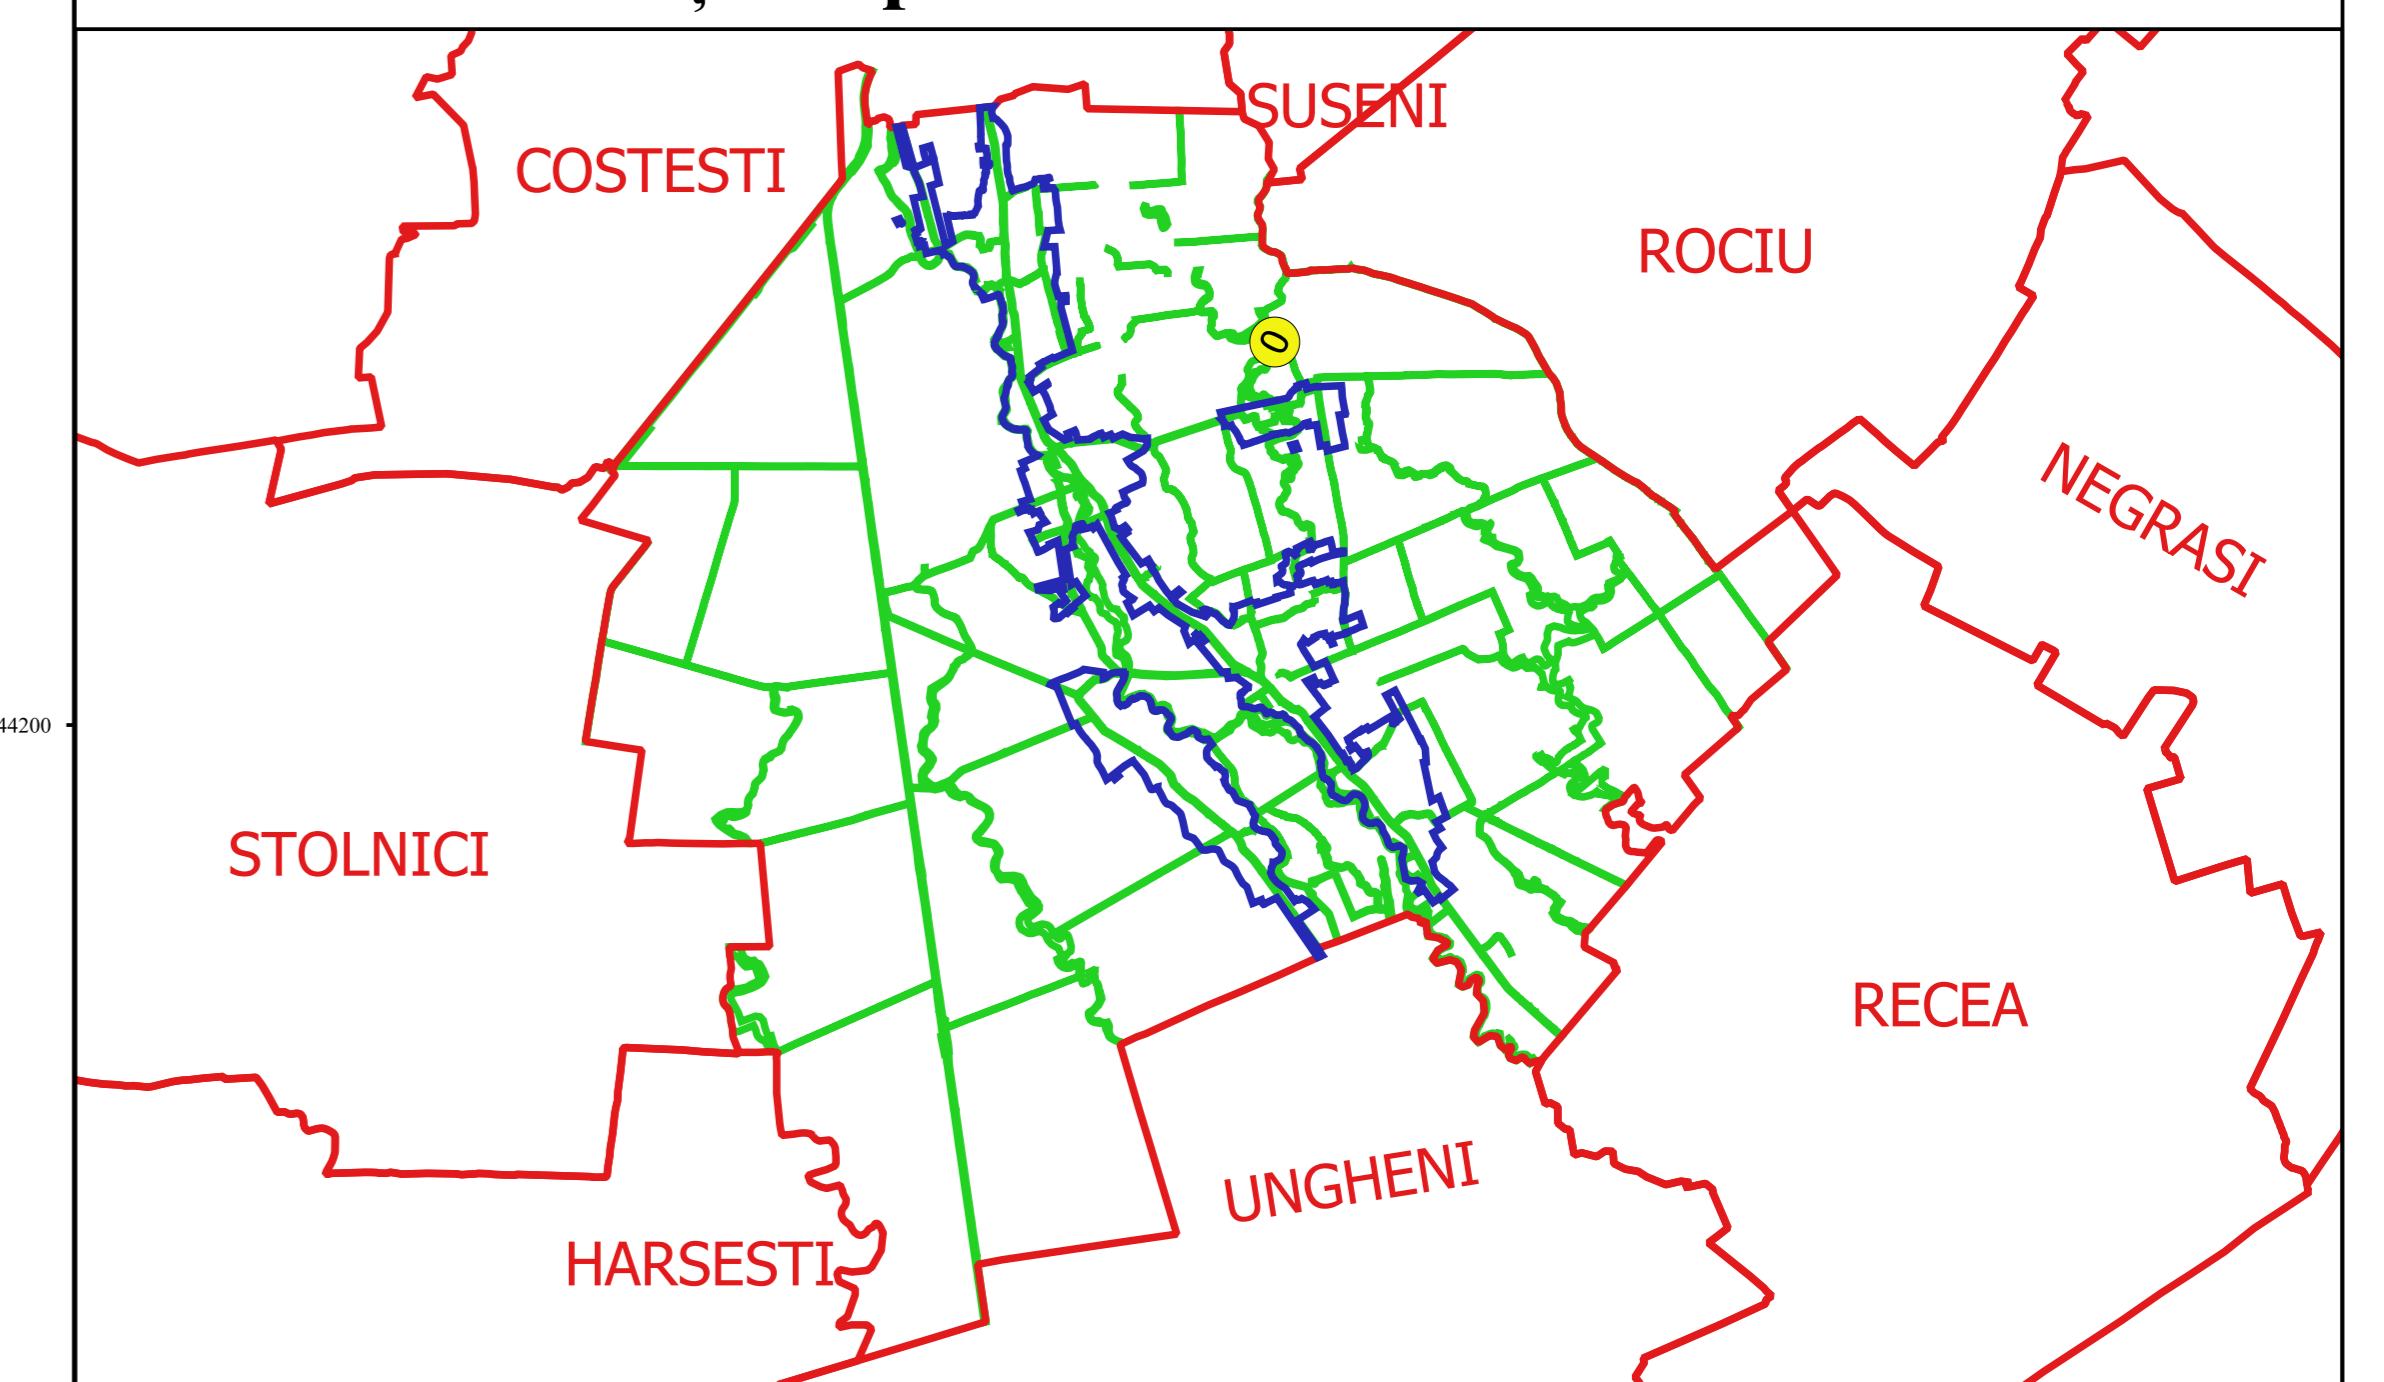 SUSENI
COSTESTI
ROCIU
0
NEGRASI
44200
STOLNICI
RECEA
UNGHENI
HARSESTI